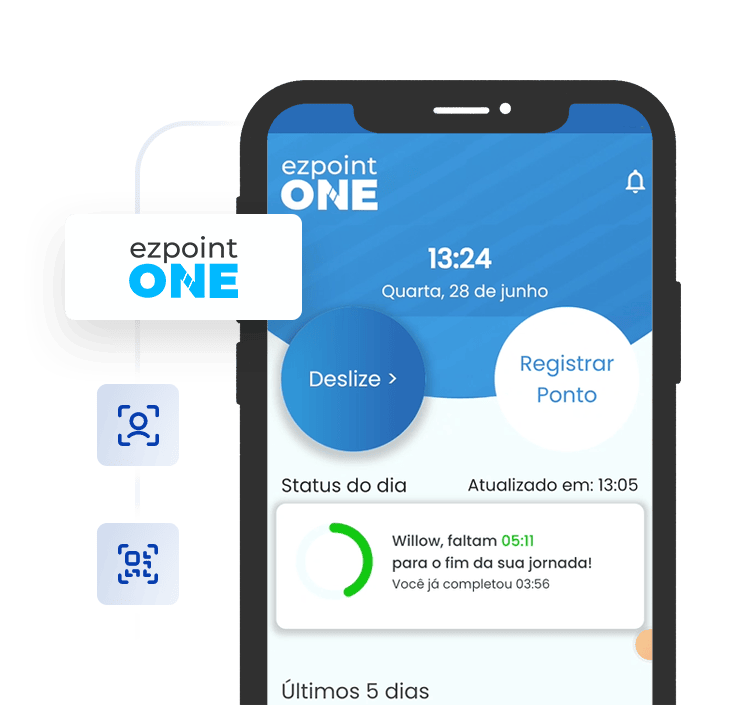 ezpoint
ONE
13:24
Quarta, 28 de junho
ezpoint
ONE
Deslize >
Registrar
Ponto
Status do dia
Atualizado em: 13:05
Willow, faltam 05:11
para o fim da sua jornada!
Você já completou 03:56
Últimos 5 dias